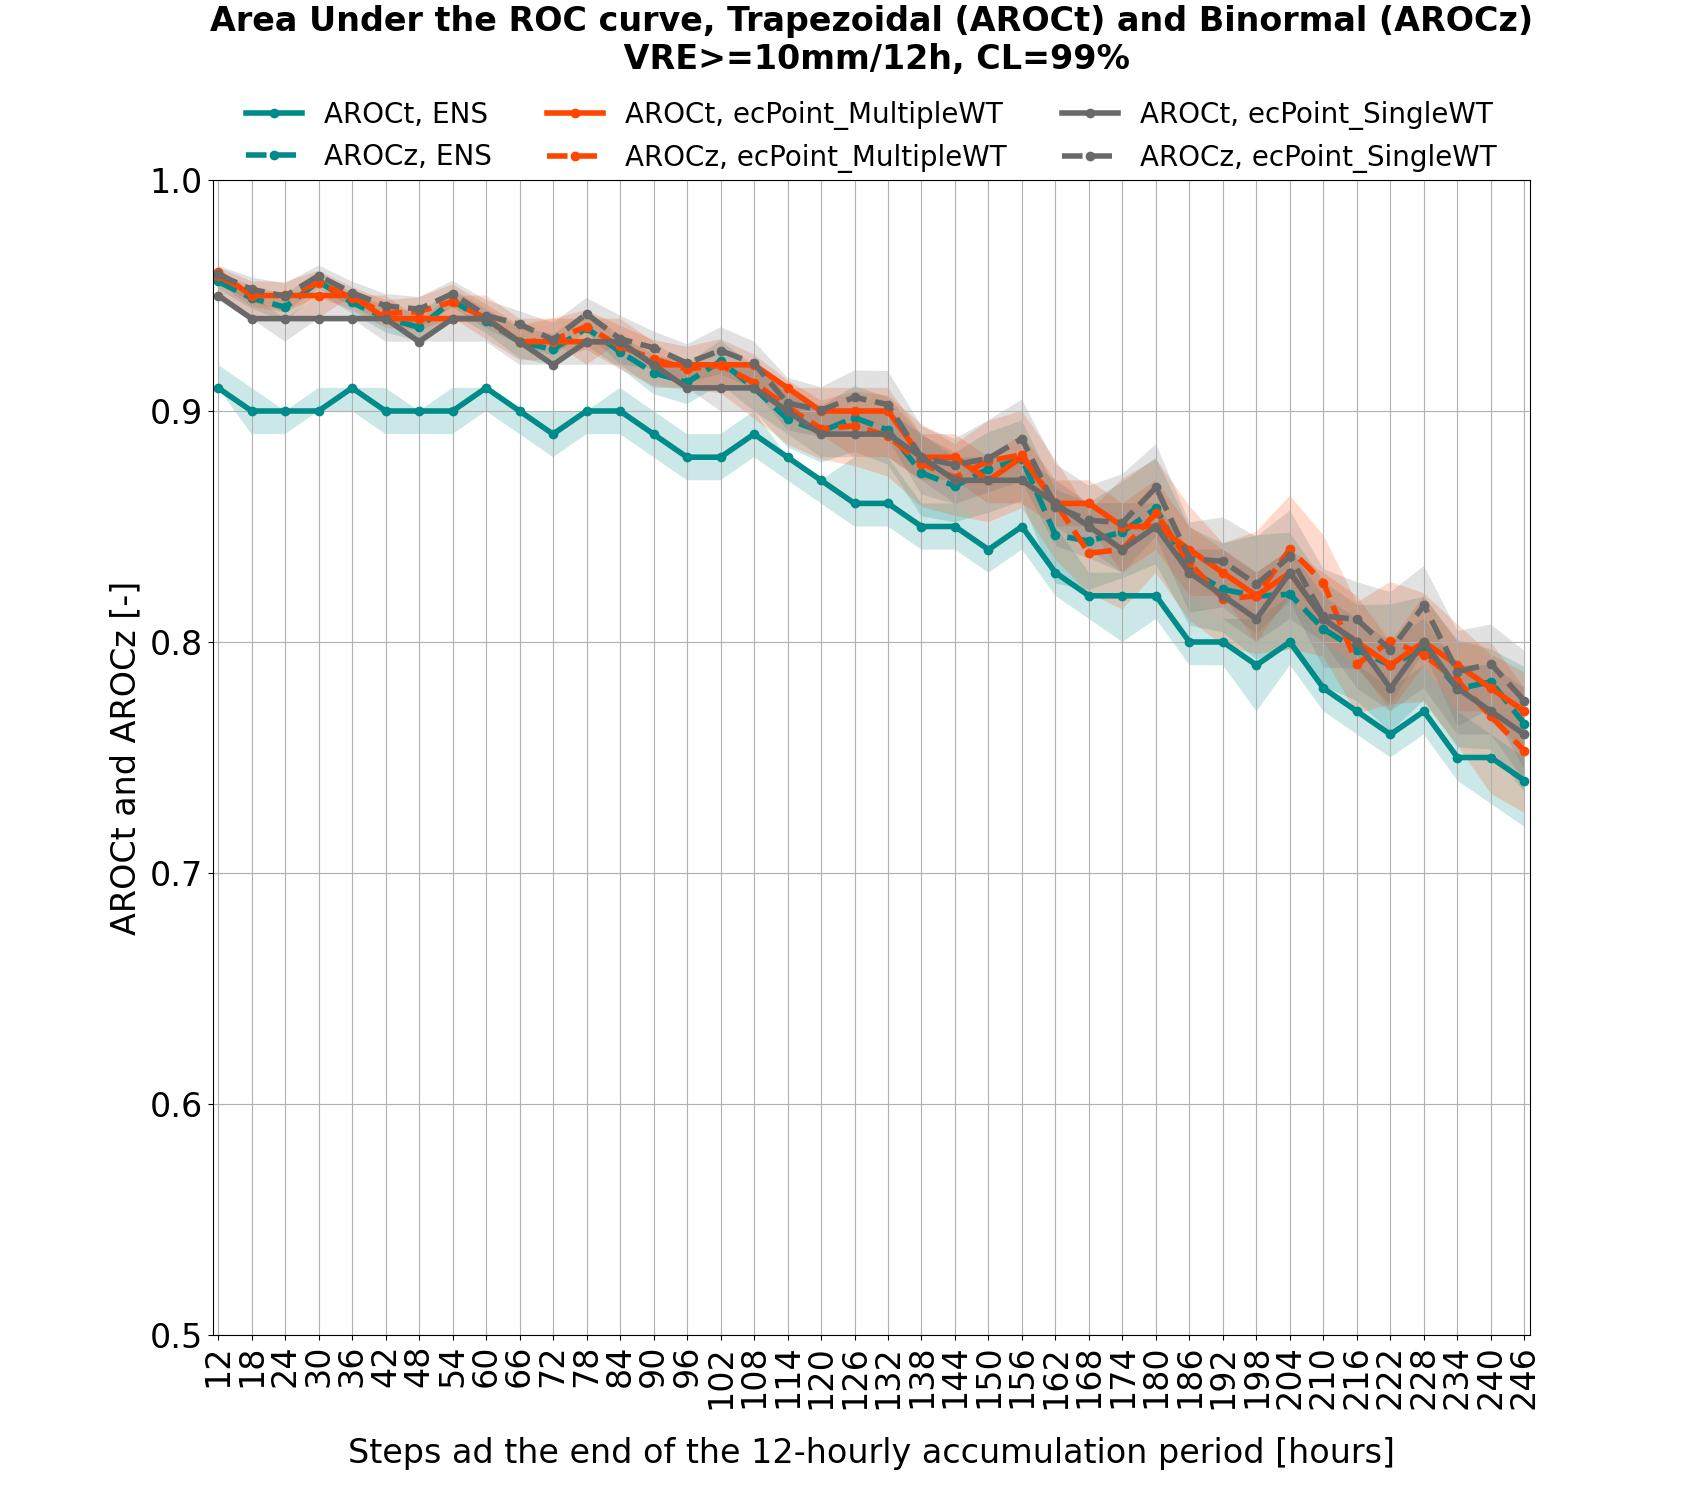 Area Under the ROC curve, Trapezoidal (AROCt) and Binormal (AROCz)
VRE>=10mm/12h, CL=99%
AROCt, ENS
AROCt, ecPoint_MultipleWT
AROCt, ecPoint_SingleWT
AROCz, ENS
AROCz, ecPoint_MultipleWT
AROCz, ecPoint_SingleWT
AROCt and AROCz [-]
1.0
0.9
0.8
0.7
0.6
0.5
12 18 24 30 36 42 48 54 60 66 72 78 84 90 96 102 108 114 120 126 132 138 144 150 156 162 168 174 180 186 192 198 204 210 216 222 228 234 240 246
Steps ad the end of the 12-hourly accumulation period [hours]